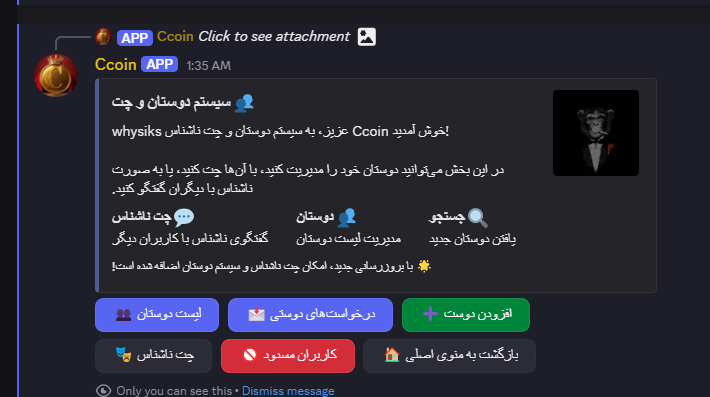 APP Ccoin Click to see attachment
Ccoin APP 1:35 AM
سیستم دوستان و چت
whysiks عزیز، به سیستم دوستان و چت ناشناس Ccoin خوش آمدید!
در این بخش می‌توانید دوستان خود را مدیریت کنید، با آن‌ها چت کنید، یا به صورت
ناشناس با دیگران گفتگو کنید.
چت ناشناس
گفتگوی ناشناس با کاربران دیگر
دوستان
مدیریت لیست دوستان
جستجو
یافتن دوستان جدید
با بروزرسانی جدید، امکان چت ناشناس و سیستم دوستان اضافه شده است!
لیست دوستان
درخواست‌های دوستی
افزودن دوست
چت ناشناس
کاربران مسدود
بازگشت به منوی اصلی
Only you can see this • Dismiss message